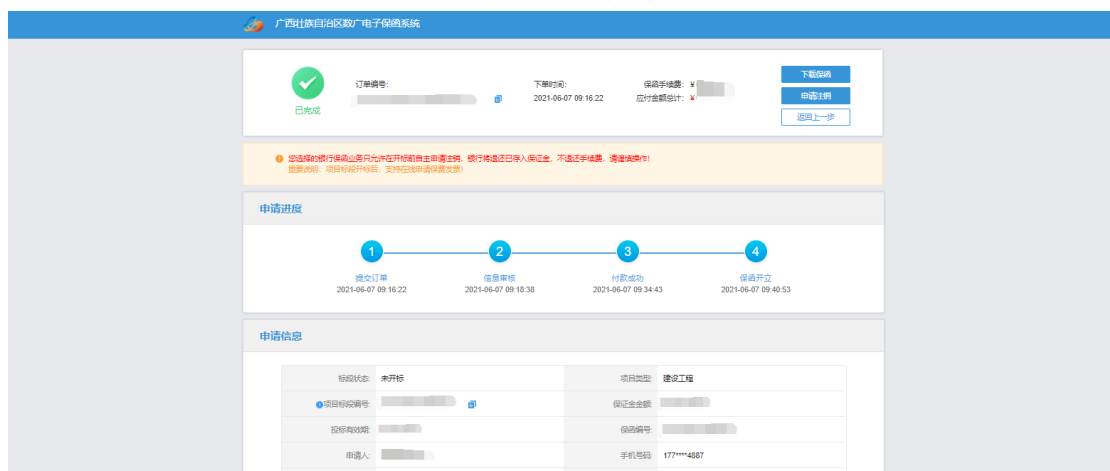 广西壮族自治区数广电子保函系统
已完成
订单编号:
下单时间:
2021-06-07 09:16:22
保函手续费: ¥
应付金额总计: ¥
下载保函
申请注销
返回上一步
您选择的银行保函业务只允许在开标前自主申请注销, 银行将退还已存入保证金, 不退还手续费, 请谨慎操作!
重要说明: 项目标段开标后, 支持在线申请保费发票!
申请进度
1 2 3 4
提交订单 信息审核 付款成功 保函开立
2021-06-07 09:16:22 2021-06-07 09:18:38 2021-06-07 09:34:43 2021-06-07 09:40:53
申请信息
标段状态: 未开标 项目类型: 建设工程
项目标段编号: 保证金金额:
投标有效期: 保函编号:
申请人: 手机号码: 177****4887